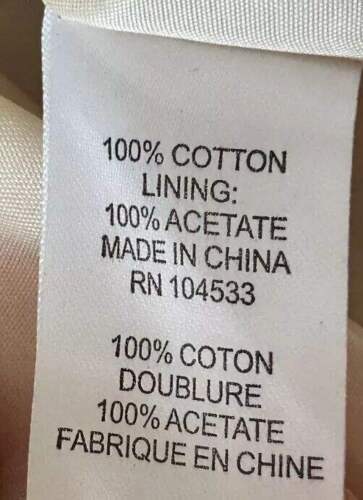 100% COTTON
LINING:
100% ACETATE
MADE IN CHINA
RN 104533
100% COTON
DOUBLURE
100% ACETATE
FABRIQUE EN CHINE